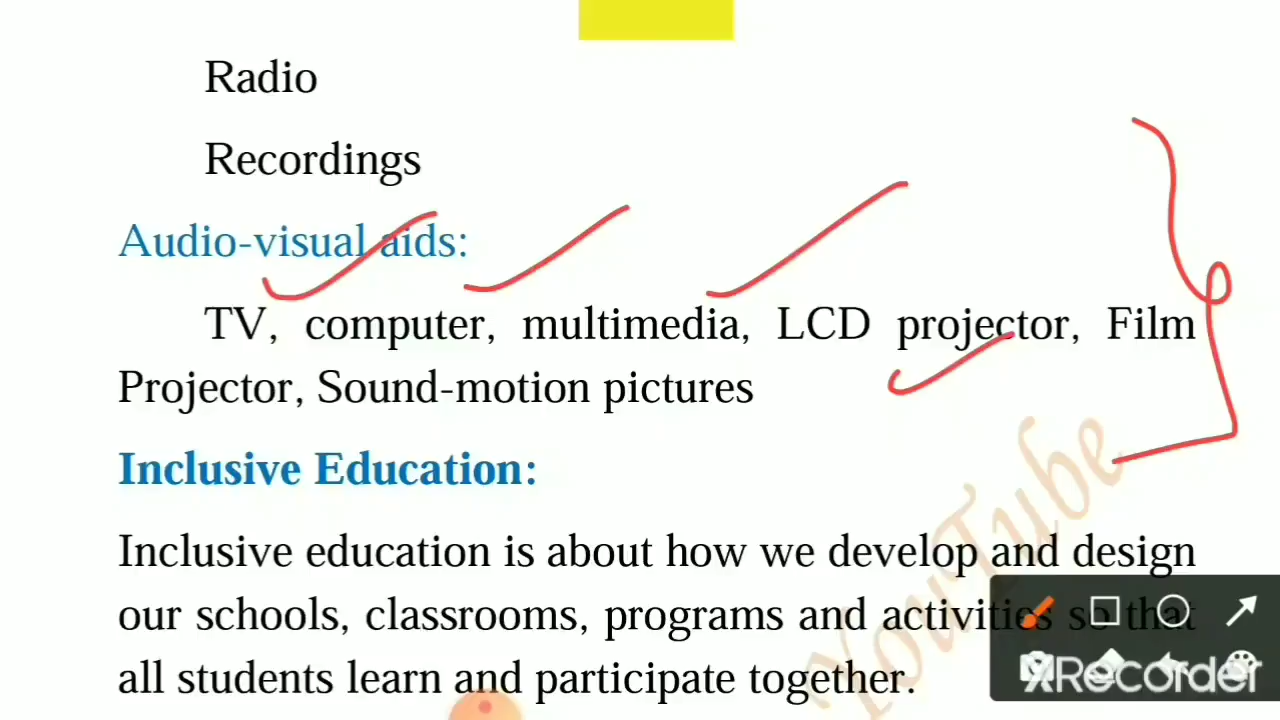 Radio
Recordings
Audio-visual aids:
TV, computer, multimedia, LCD projector, Film
Projector, Sound-motion pictures
Inclusive Education:
Inclusive education is about how we develop and design
our schools, classrooms, programs and activities so that
all students learn and participate together.
YouTube
XRecorder